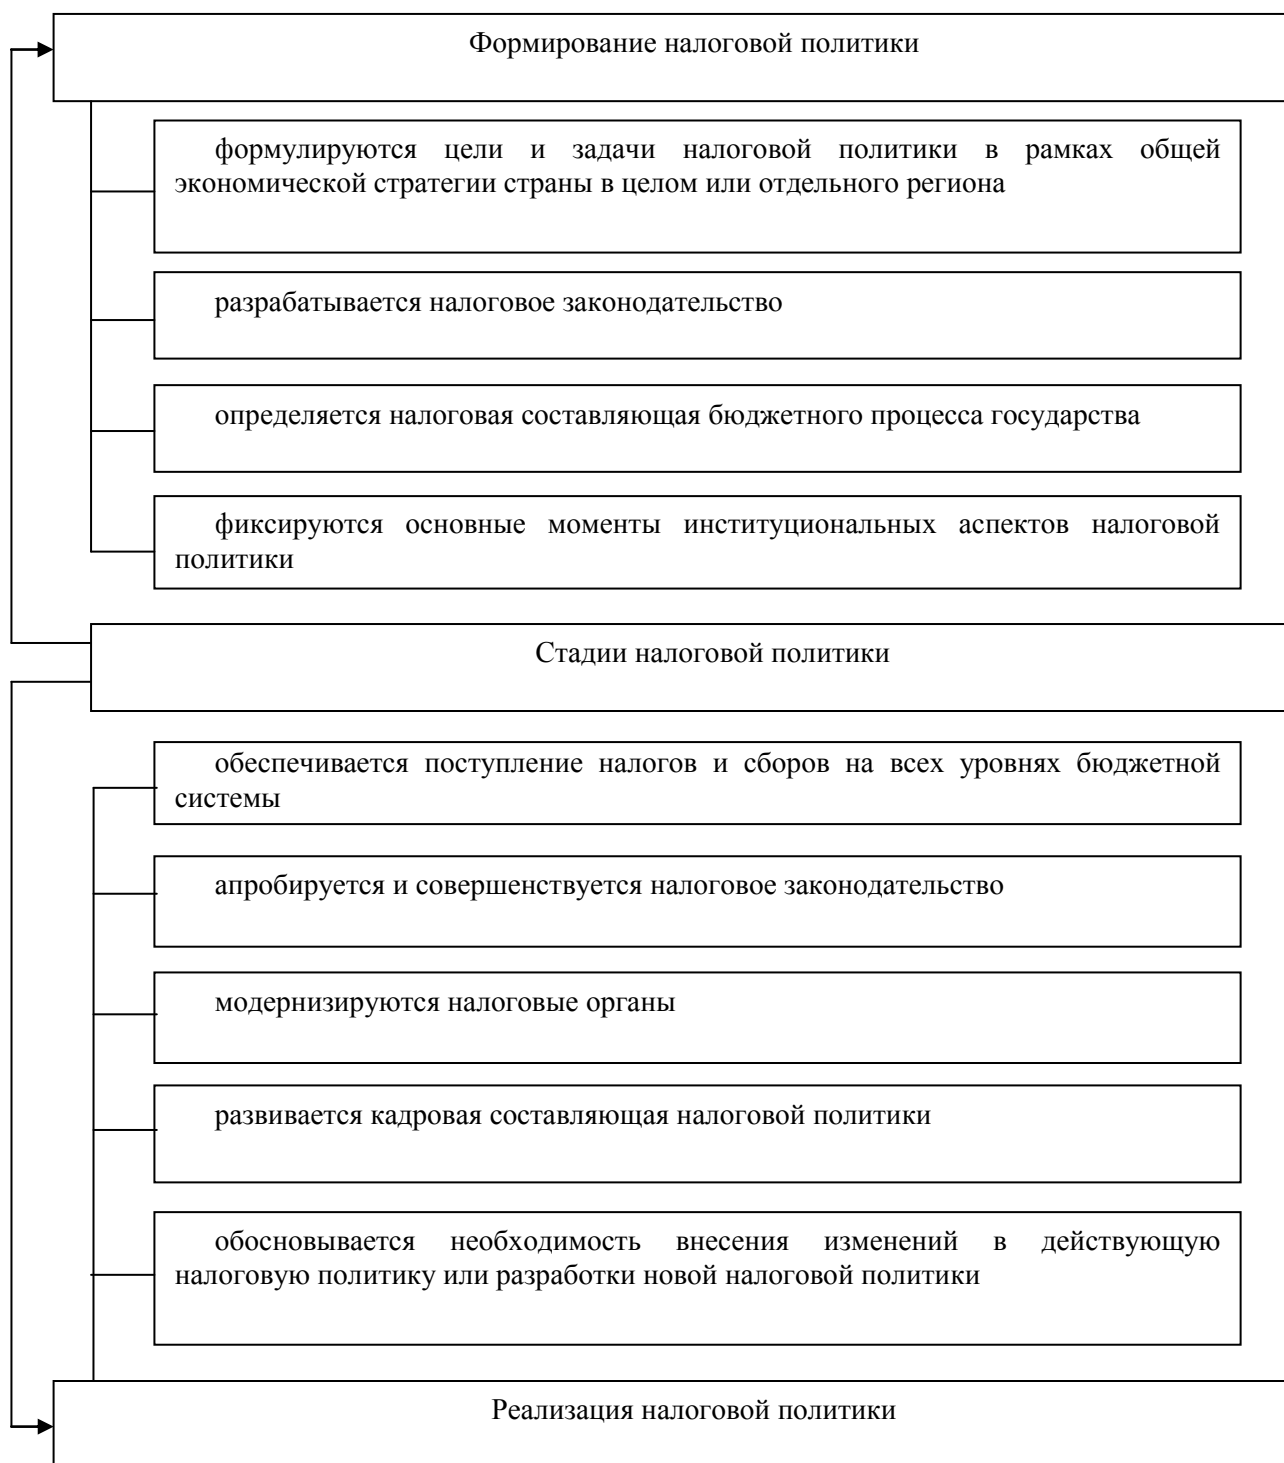 Формирование налоговой политики
формулируются цели и задачи налоговой политики в рамках общей
экономической стратегии страны в целом или отдельного региона
разрабатывается налоговое законодательство
определяется налоговая составляющая бюджетного процесса государства
фиксируются основные моменты институциональных аспектов налоговой
политики
Стадии налоговой политики
обеспечивается поступление налогов и сборов на всех уровнях бюджетной
системы
апробируется и совершенствуется налоговое законодательство
модернизируются налоговые органы
развивается кадровая составляющая налоговой политики
обосновывается необходимость внесения изменений в действующую
налоговую политику или разработки новой налоговой политики
Реализация налоговой политики